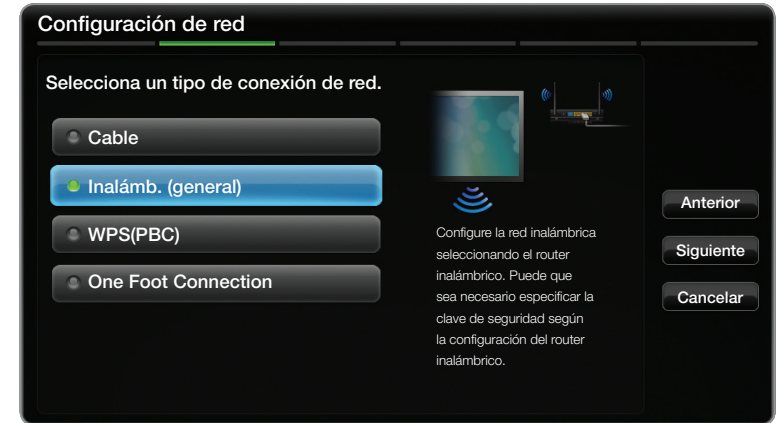 Configuración de red
Selecciona un tipo de conexión de red.
Cable
Inalámb. (general)
WPS(PBC)
One Foot Connection
Configure la red inalámbrica
seleccionando el router
inalámbrico. Puede que
sea necesario especificar la
clave de seguridad según
la configuración del router
inalámbrico.
Anterior
Siguiente
Cancelar